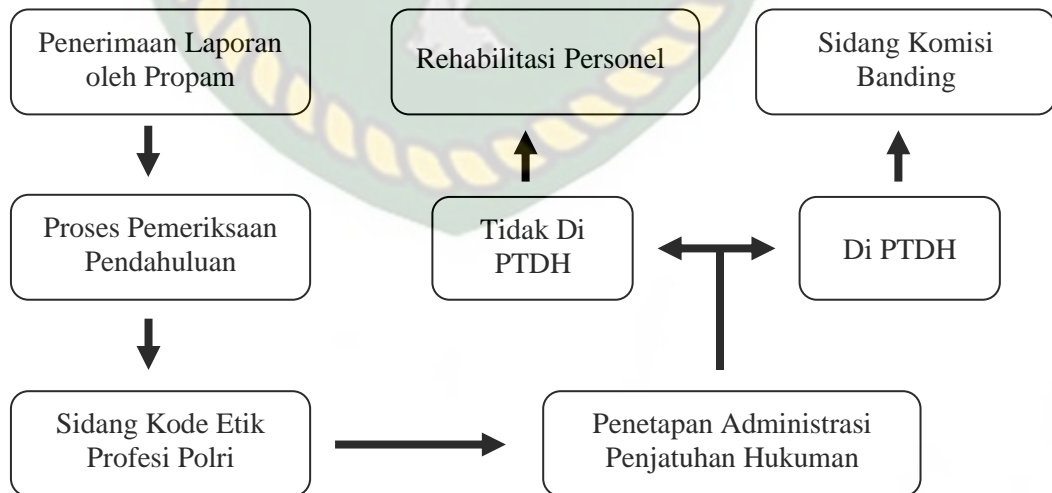 Penerimaan Laporan
oleh Propam
Rehabilitasi Personel
Sidang Komisi
Banding
Proses Pemeriksaan
Pendahuluan
Tidak Di
PTDH
Di PTDH
Sidang Kode Etik
Profesi Polri
Penetapan Administrasi
Penjatuhan Hukuman